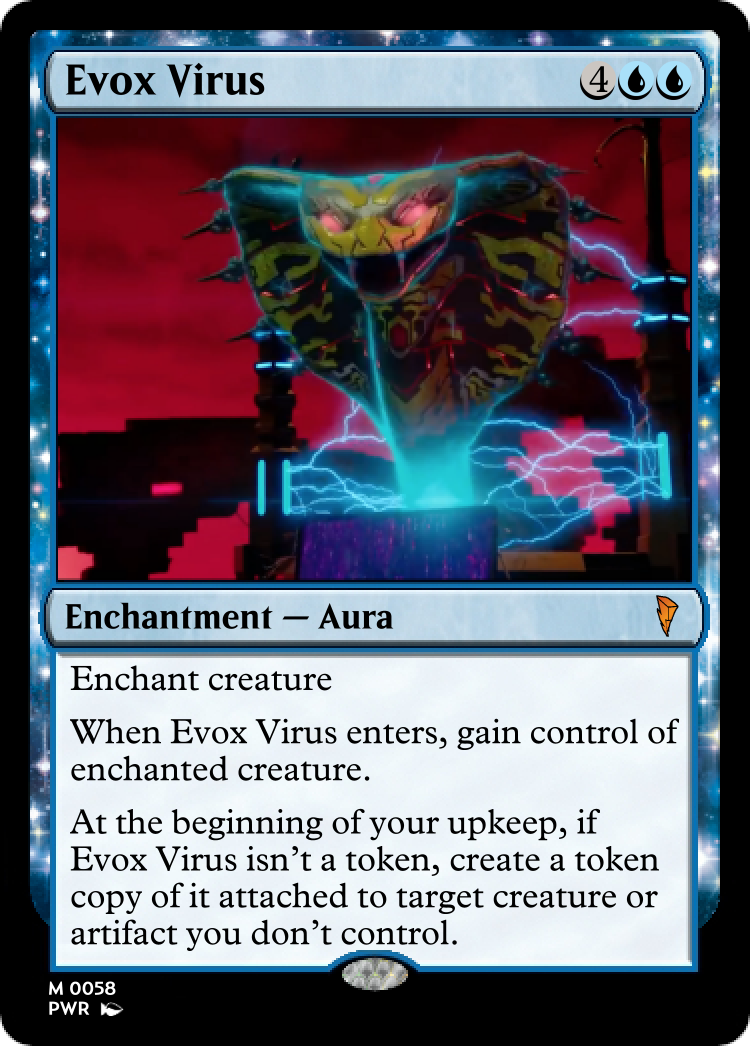 Evox Virus 4
Enchantment — Aura
Enchant creature
When Evox Virus enters, gain control of
enchanted creature.
At the beginning of your upkeep, if
Evox Virus isn't a token, create a token
copy of it attached to target creature or
artifact you don't control.
M 0058
PWR